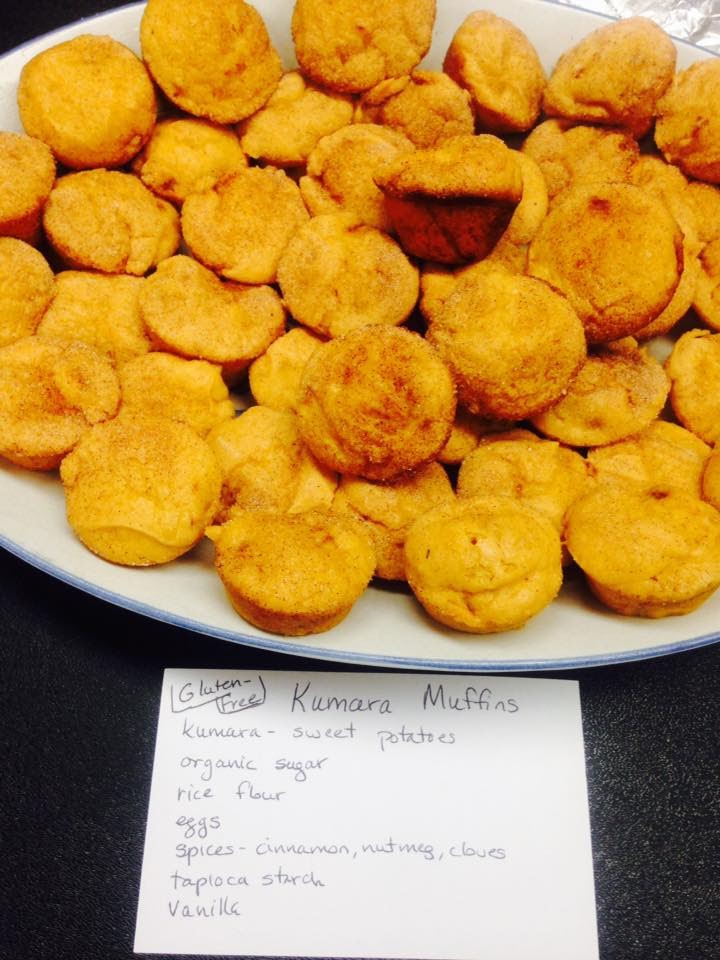 Gluten-
Free
Kumara Muffins
kumara - sweet potatoes
organic sugar
rice flour
eggs
spices - cinnamon, nutmeg, cloves
tapioca starch
Vanilla